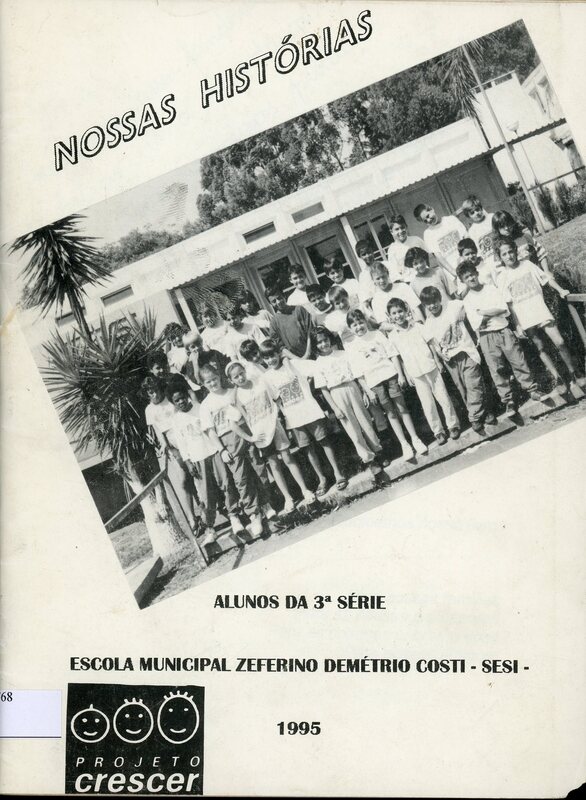 NOSSAS HISTÓRIAS
ALUNOS DA 3ª SÉRIE
ESCOLA MUNICIPAL ZEFERINO DEMÉTRIO COSTI - SESI -
68
1995
PROJETO
crescer